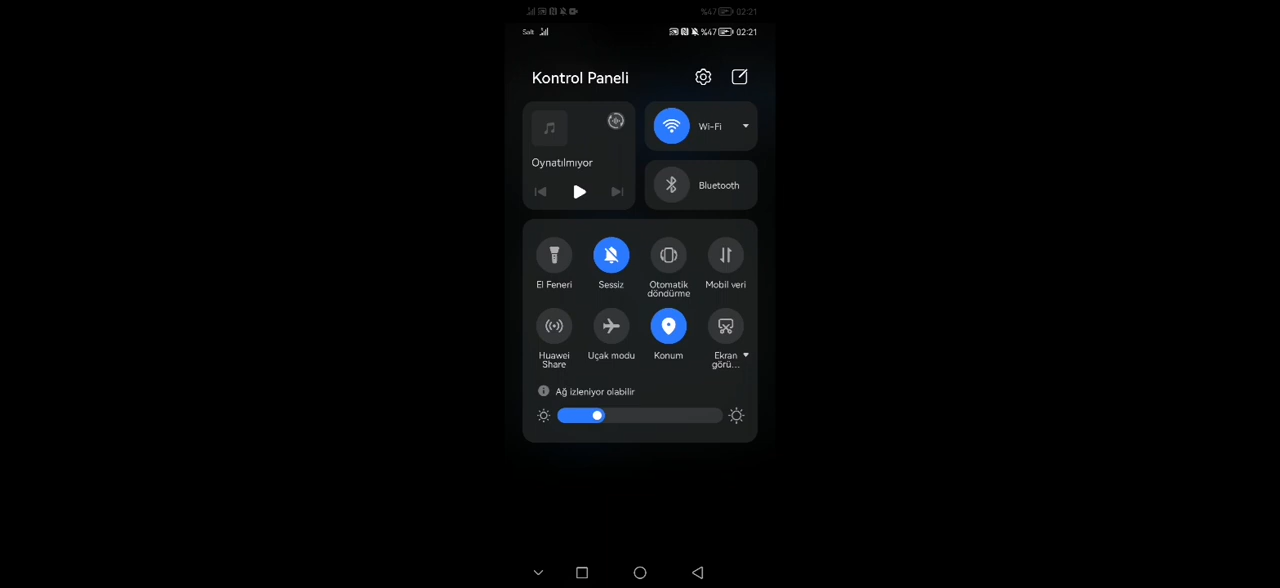 %47 02:21
Salt %47 02:21
Kontrol Paneli
Oynatılmıyor
Wi-Fi
Bluetooth
El Feneri
Sessiz
Otomatik
döndürme
Mobil veri
Huawei
Share
Uçak modu
Konum
Ekran
görü...
Ağ izleniyor olabilir